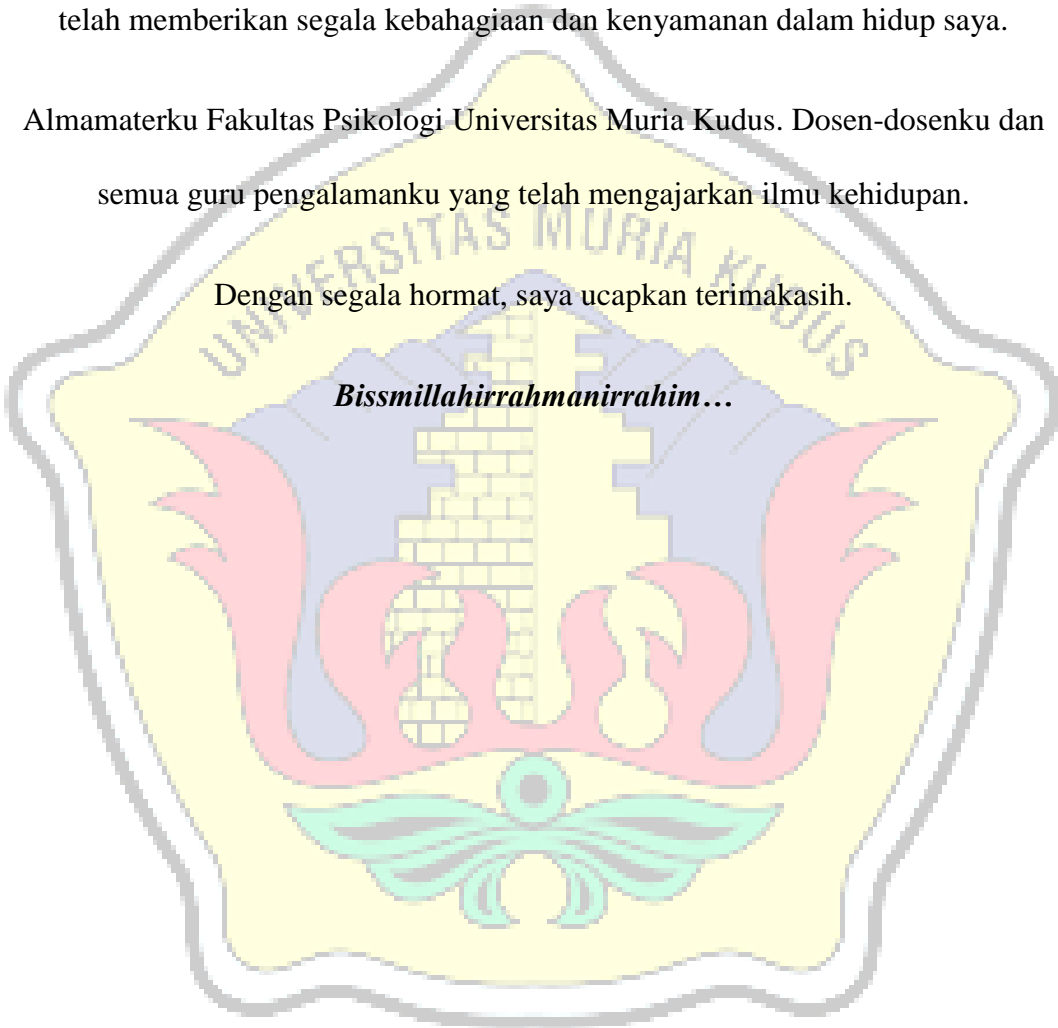 telah memberikan segala kebahagiaan dan kenyamanan dalam hidup saya.
Almamaterku Fakultas Psikologi Universitas Muria Kudus. Dosen-dosenku dan
semua guru pengalamanku yang telah mengajarkan ilmu kehidupan.
UNIVERSITAS MURIA KUDUS
Dengan segala hormat, saya ucapkan terimakasih.
Bissmillahirrahmanirrahim…